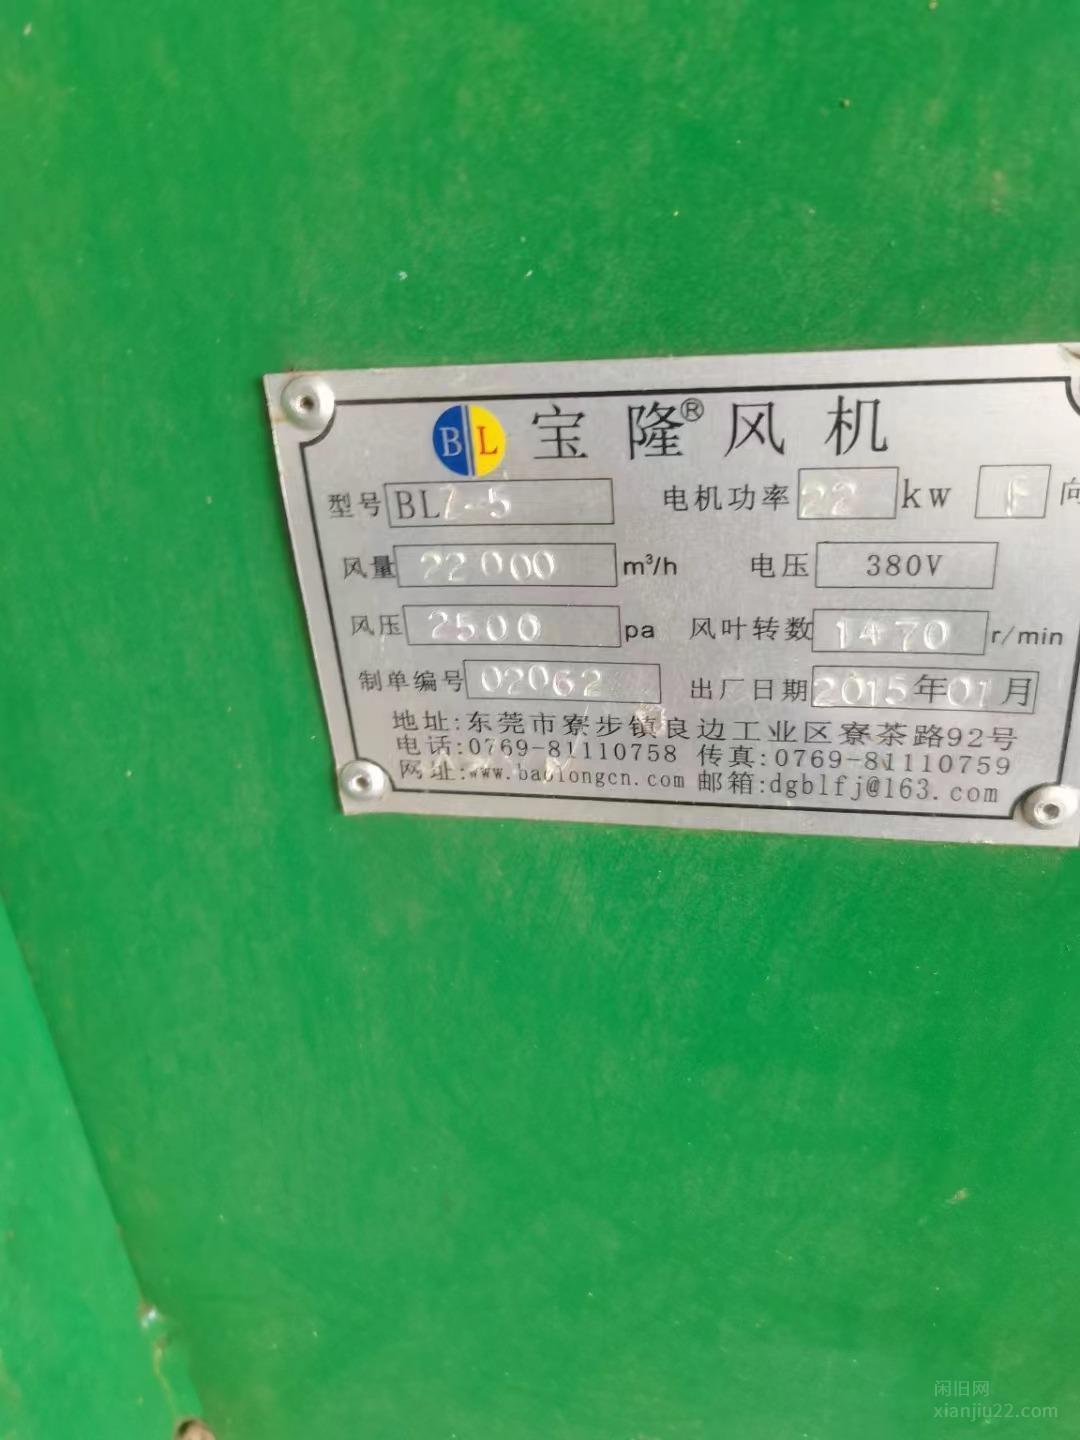 BL 宝隆® 风机
型号 BL7-5 电机功率 22 kw 向
风量 22000 m³/h 电压 380V
风压 2500 pa 风叶转数 1470 r/min
制单编号 02062 出厂日期 2015年01月
地址:东莞市寮步镇良边工业区寮茶路92号
电话:0769-81110758 传真:0769-81110759
网址:www.baolongcn.com 邮箱:dgblfj@163.com
闲旧网
xianjiu22.com